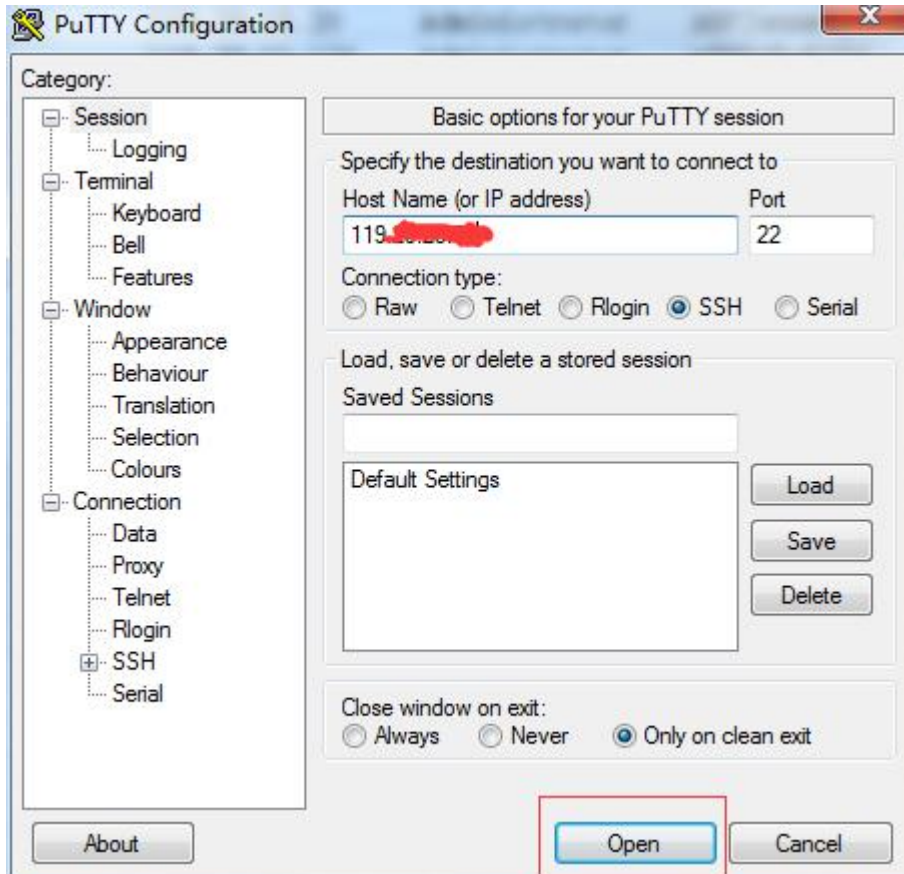 PuTTY Configuration
Category:
Session
Logging
Terminal
Keyboard
Bell
Features
Window
Appearance
Behaviour
Translation
Selection
Colours
Connection
Data
Proxy
Telnet
Rlogin
SSH
Serial
Basic options for your PuTTY session
Specify the destination you want to connect to
Host Name (or IP address) Port
119. 22
Connection type:
Raw Telnet Rlogin SSH Serial
Load, save or delete a stored session
Saved Sessions
Default Settings
Load
Save
Delete
Close window on exit:
Always Never Only on clean exit
About Open Cancel